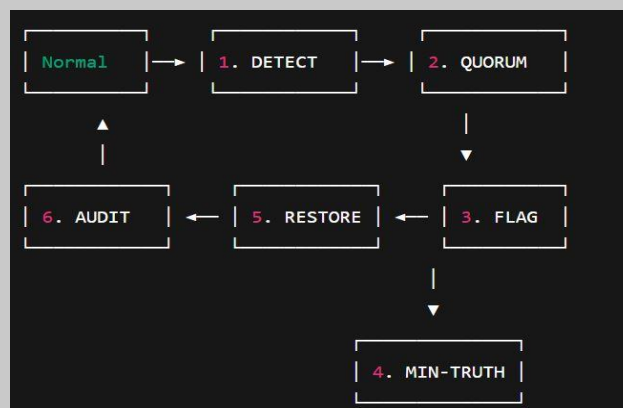 Normal 1. DETECT 2. QUORUM
6. AUDIT 5. RESTORE 3. FLAG
4. MIN-TRUTH